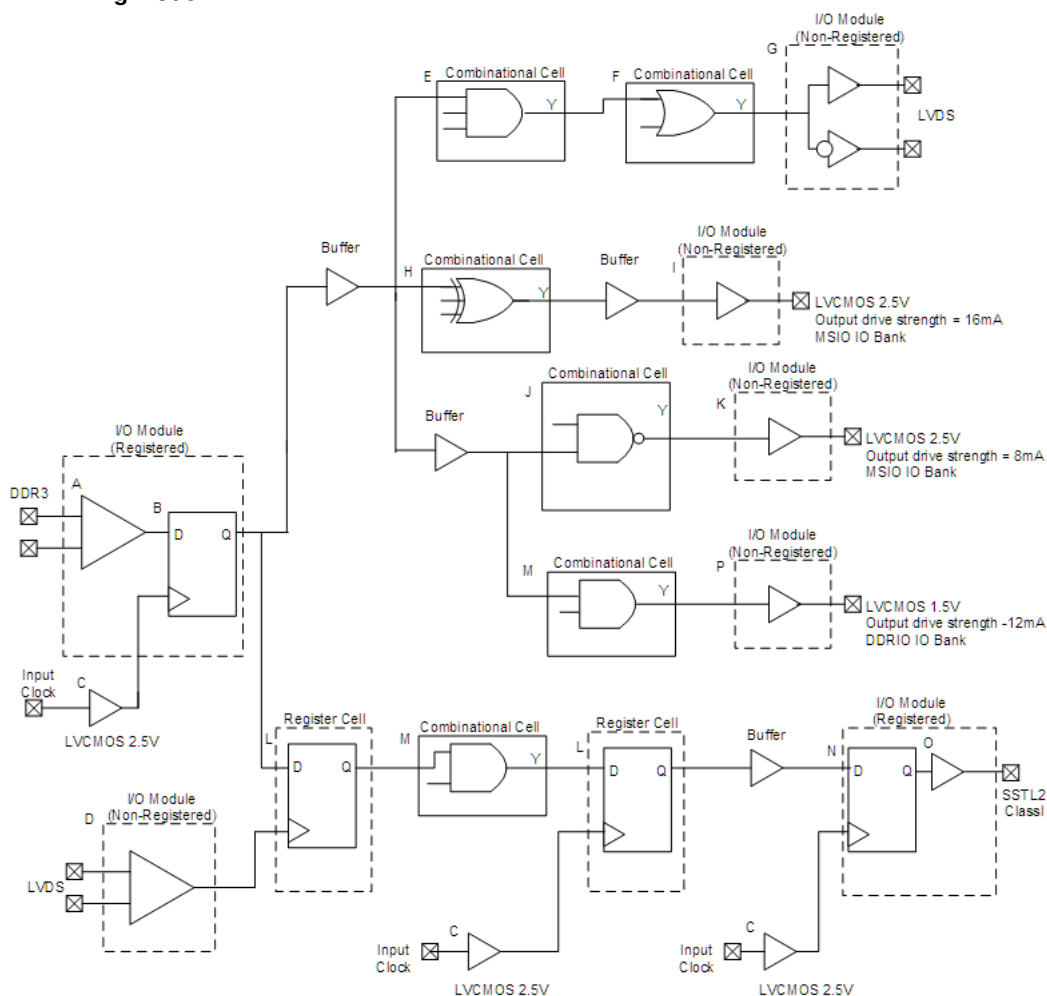 I/O Module
(Non-Registered)
G
E
Combinational Cell
Y
F
Combinational Cell
Y
LVDS
Buffer
H
Combinational Cell
Y
Buffer
I/O Module
(Non-Registered)
I
LVCMOS 2.5V
Output drive strength = 16mA
MSIO IO Bank
Buffer
J
Combinational Cell
Y
I/O Module
(Non-Registered)
K
LVCMOS 2.5V
Output drive strength = 8mA
MSIO IO Bank
I/O Module
(Registered)
DDR3
A
B
D
Q
M
Combinational Cell
Y
I/O Module
(Non-Registered)
P
LVCMOS 1.5V
Output drive strength -12mA
DDRIO IO Bank
Input
Clock
C
LVCMOS 2.5V
L
Register Cell
D
Q
M
Combinational Cell
Y
L
Register Cell
D
Q
Buffer
I/O Module
(Registered)
N
D
Q
O
SSTL2
ClassI
I/O Module
(Non-Registered)
D
LVDS
Input
Clock
C
LVCMOS 2.5V
Input
Clock
C
LVCMOS 2.5V